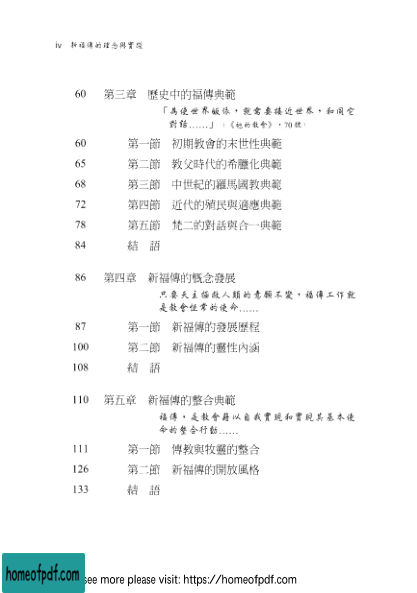 iv 新福傳的理念與實踐
60 第三章 歷史中的福傳典範
「為使世界皈依,就需要接近世界,和同它
對話……」(《祂的教會》,70 號)
60 第一節 初期教會的末世性典範
65 第二節 教父時代的希臘化典範
68 第三節 中世紀的羅馬國教典範
72 第四節 近代的殖民與適應典範
78 第五節 梵二的對話與合一典範
84 結 語
86 第四章 新福傳的概念發展
只要天主拯救人類的意願不變,福傳工作就
是教會恆常的使命……
87 第一節 新福傳的發展歷程
100 第二節 新福傳的靈性內涵
108 結 語
110 第五章 新福傳的整合典範
福傳,是教會藉以自我實現和實現其基本使
命的整合行動……
111 第一節 傳教與牧靈的整合
126 第二節 新福傳的開放風格
133 結 語
homeofpdf.com
see more please visit: https://homeofpdf.com